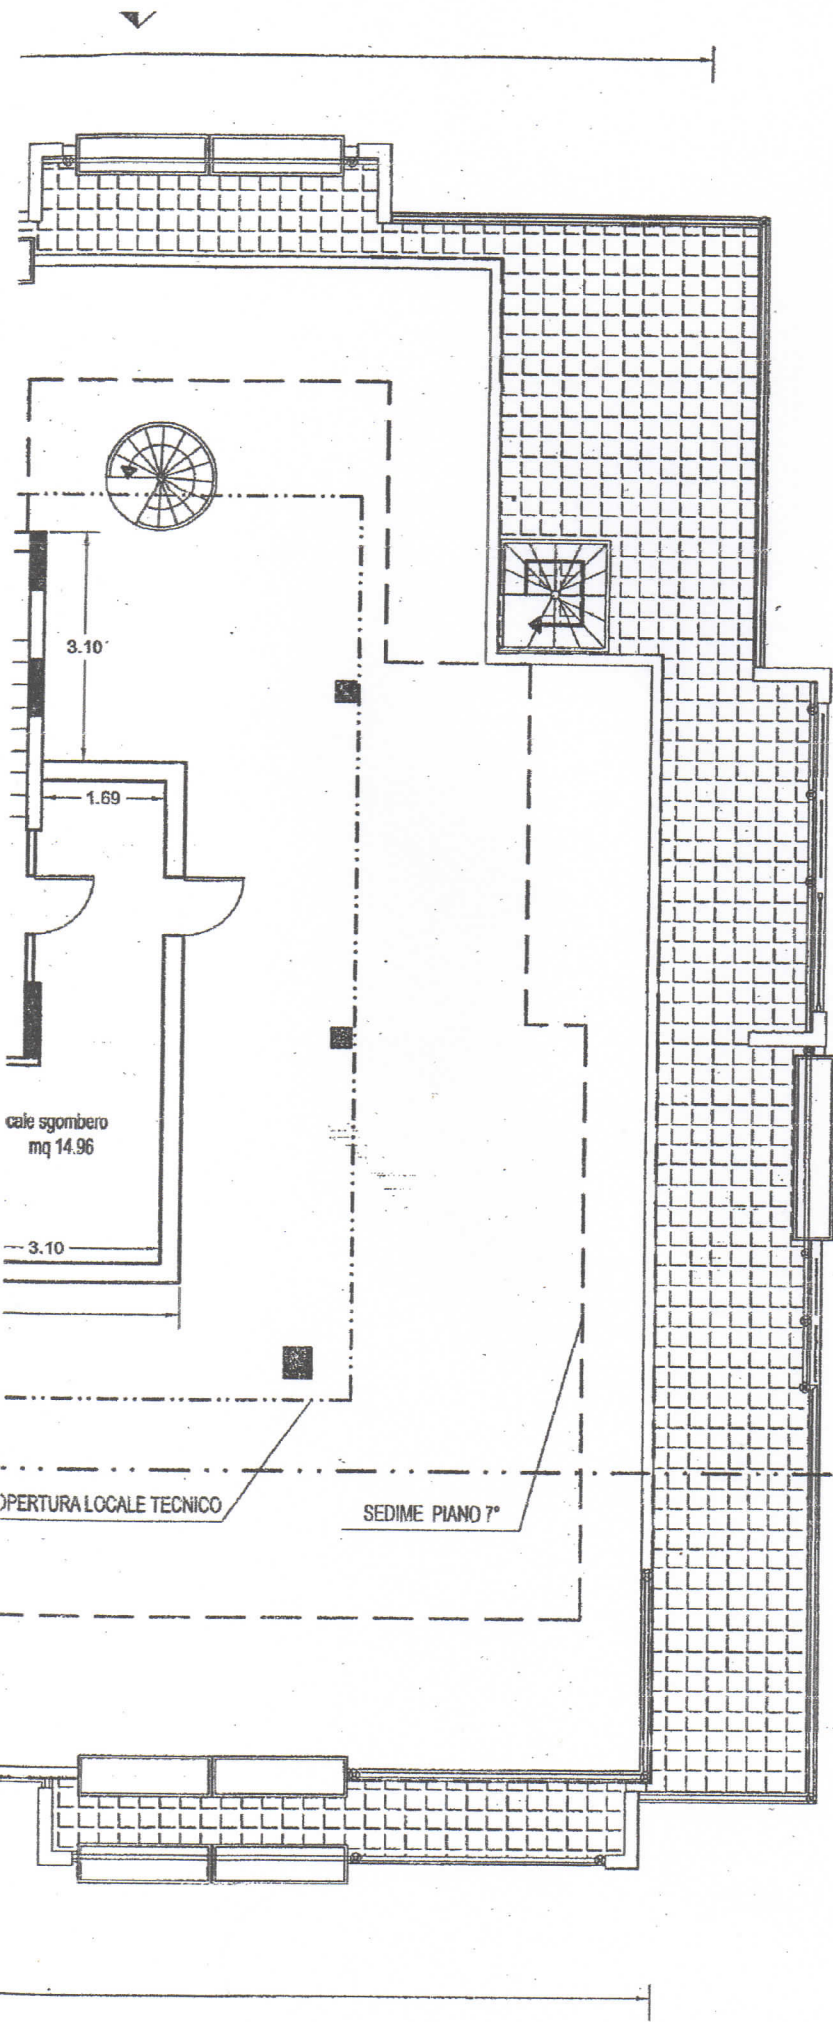 3.10
1.69
cale sgombero
mq 14.96
3.10
OPERTURA LOCALE TECNICO
SEDIME PIANO 7°